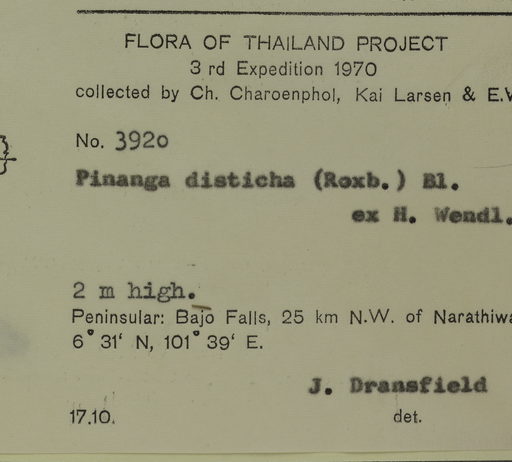 FLORA OF THAILAND PROJECT
3 rd Expedition 1970
collected by Ch. Charoenphol, Kai Larsen & E.W
No. 3920
Pinanga disticha (Roxb.) Bl.
ex H. Wendl.
2 m high.
Peninsular: Bajo Falls, 25 km N.W. of Narathiwa
6° 31' N, 101° 39' E.
J. Dransfield
17.10. det.